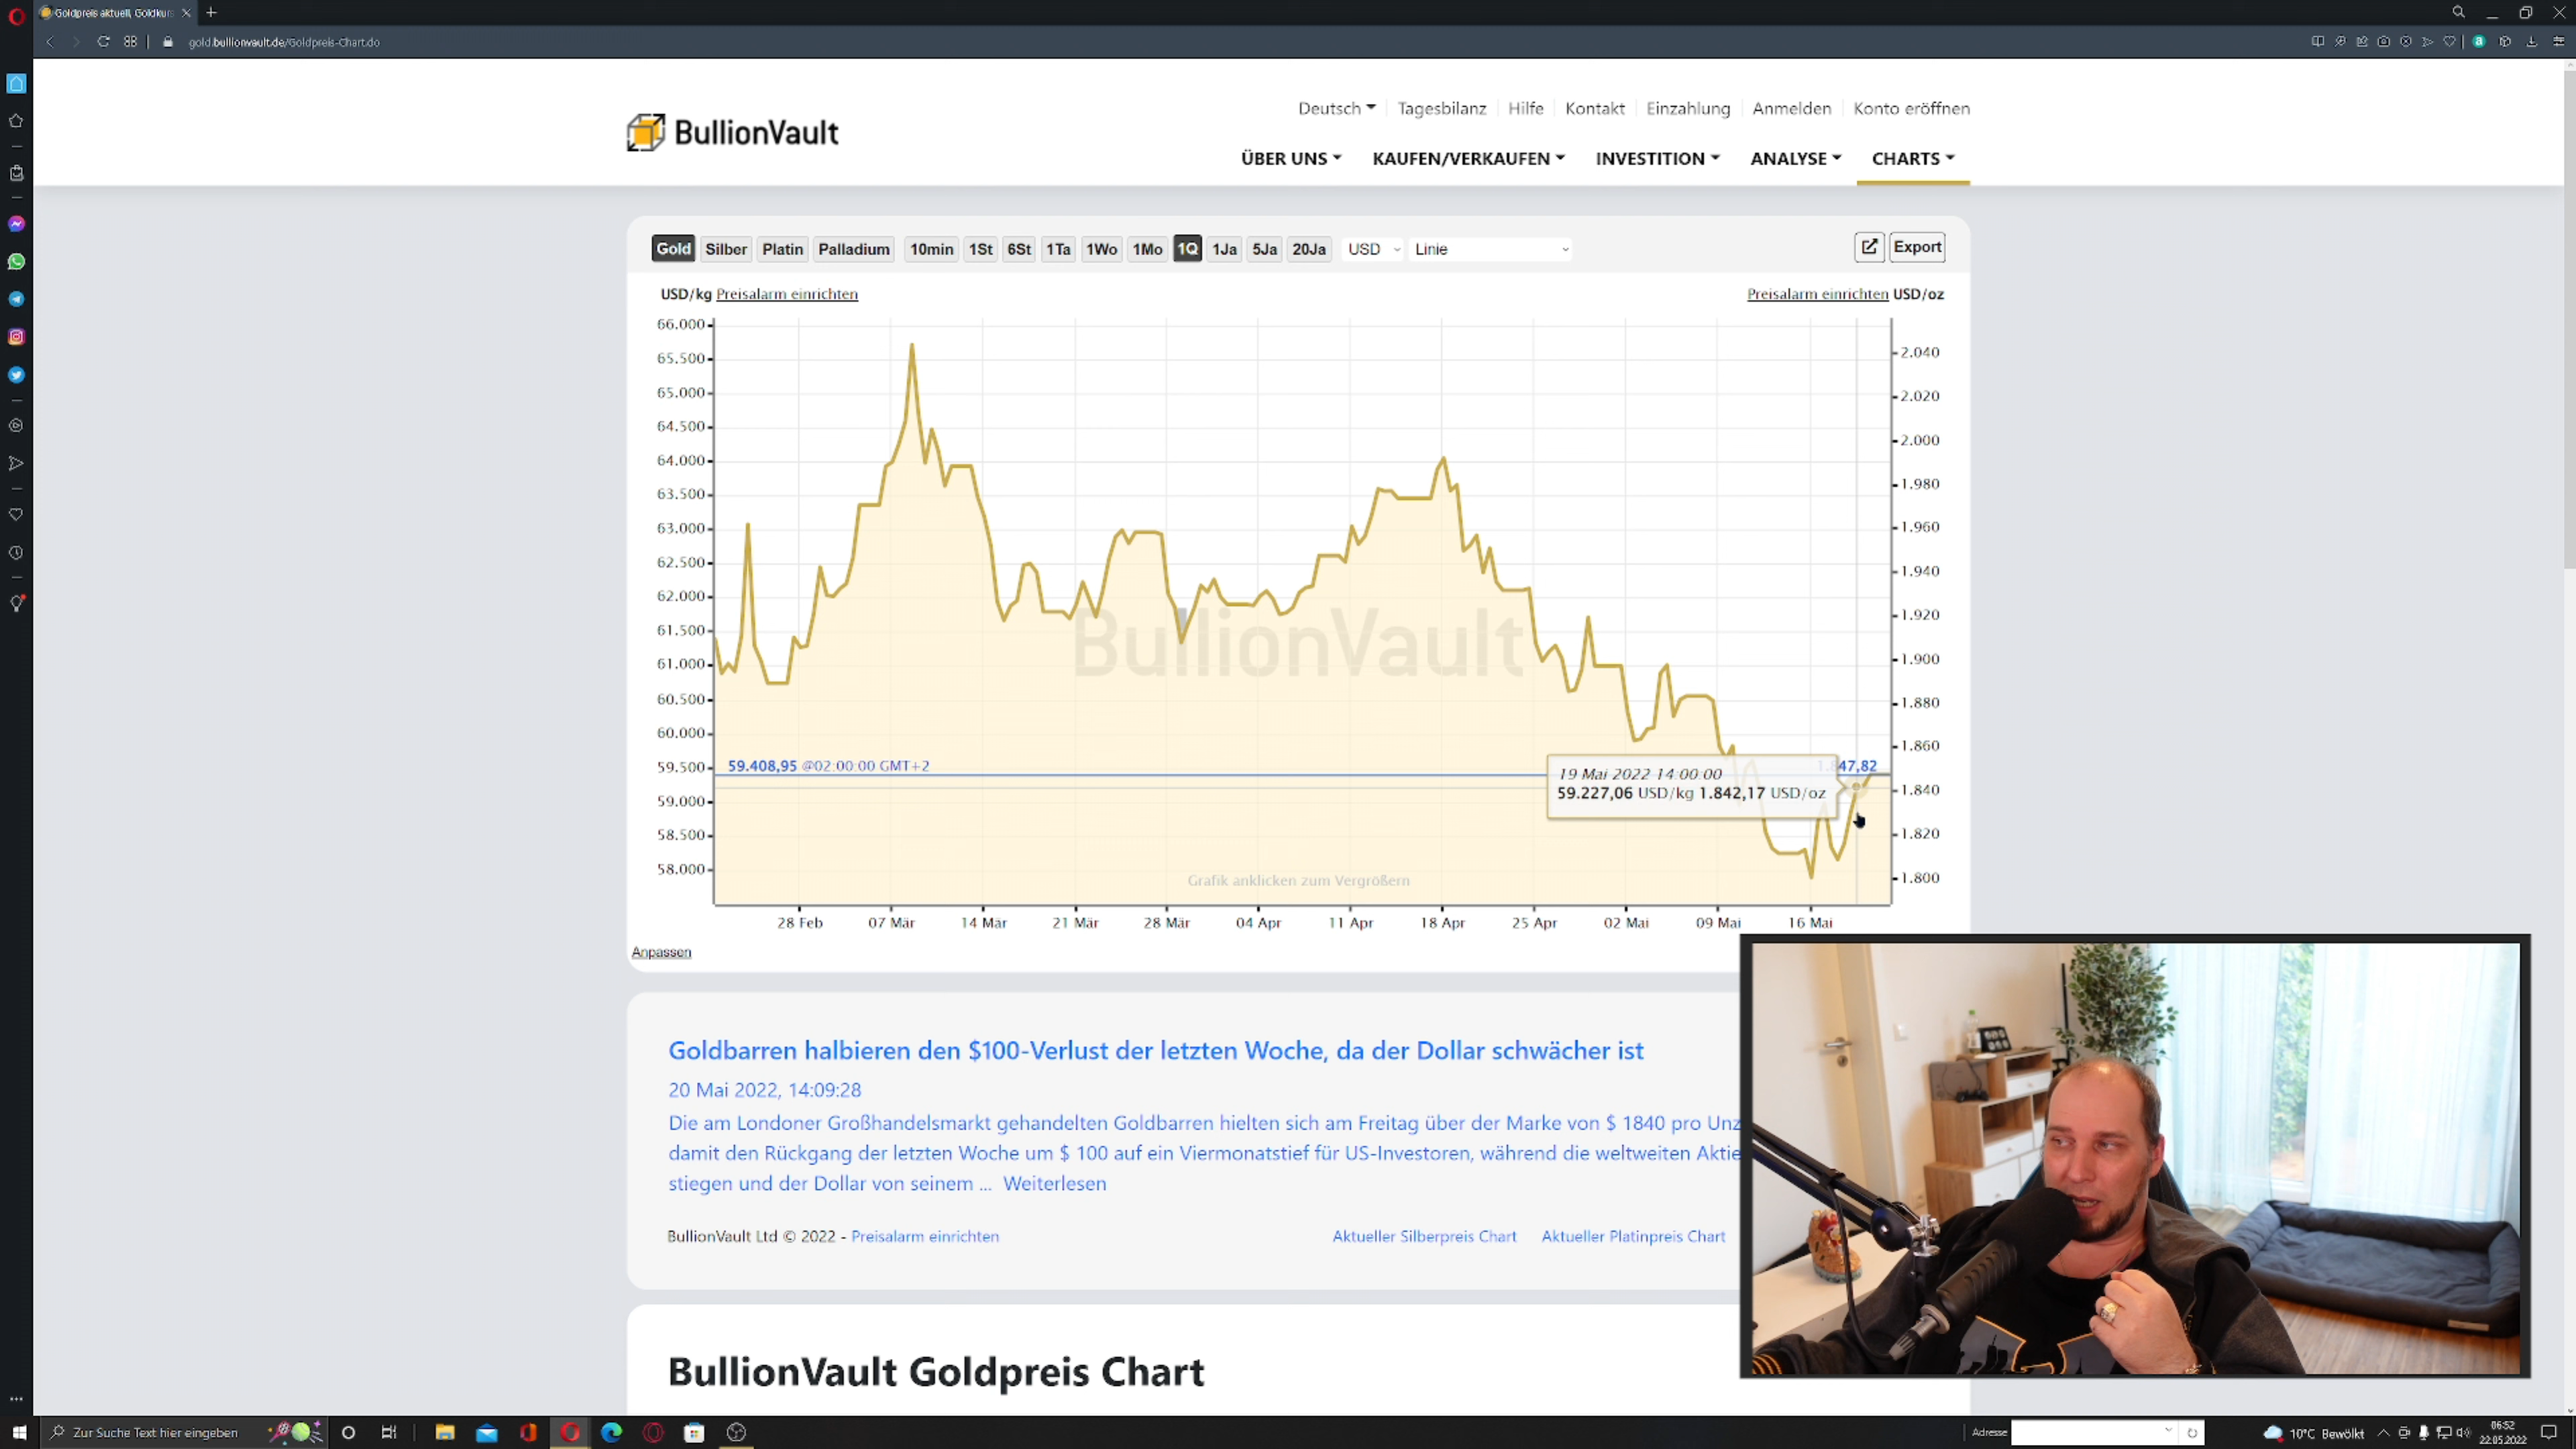 Goldpreis aktuell, Goldkurs
gold.bullionvault.de/Goldpreis-Chart.do
BullionVault
Deutsch Tagesbilanz Hilfe Kontakt Einzahlung Anmelden Konto eröffnen
ÜBER UNS KAUFEN/VERKAUFEN INVESTITION ANALYSE CHARTS
Gold Silber Platin Palladium 10min 1St 6St 1Ta 1Wo 1Mo 1Q 1Ja 5Ja 20Ja USD Linie Export
USD/kg Preisalarm einrichten Preisalarm einrichten USD/oz
66.000
65.500 2.040
65.000 2.020
64.500 2.000
64.000
63.500 1.980
63.000 1.960
62.500 1.940
62.000 1.920
BullionVault
61.500
61.000 1.900
60.500 1.880
60.000 1.860
59.500 59.408,95 @02:00:00 GMT+2 47,82
19 Mai 2022 14:00:00
59.227,06 USD/kg 1.842,17 USD/oz
59.000 1.840
58.500 1.820
58.000 1.800
Grafik anklicken zum Vergrößern
28 Feb 07 Mär 14 Mär 21 Mär 28 Mär 04 Apr 11 Apr 18 Apr 25 Apr 02 Mai 09 Mai 16 Mai
Anpassen
Goldbarren halbieren den $100-Verlust der letzten Woche, da der Dollar schwächer ist
20 Mai 2022, 14:09:28
Die am Londoner Großhandelsmarkt gehandelten Goldbarren hielten sich am Freitag über der Marke von $ 1840 pro Unz
damit den Rückgang der letzten Woche um $ 100 auf ein Viermonatstief für US-Investoren, während die weltweiten Aktie
stiegen und der Dollar von seinem ... Weiterlesen
BullionVault Ltd © 2022 - Preisalarm einrichten Aktueller Silberpreis Chart Aktueller Platinpreis Chart
BullionVault Goldpreis Chart
Zur Suche Text hier eingeben Adresse 10°C Bewölkt 06:52
22.05.2022